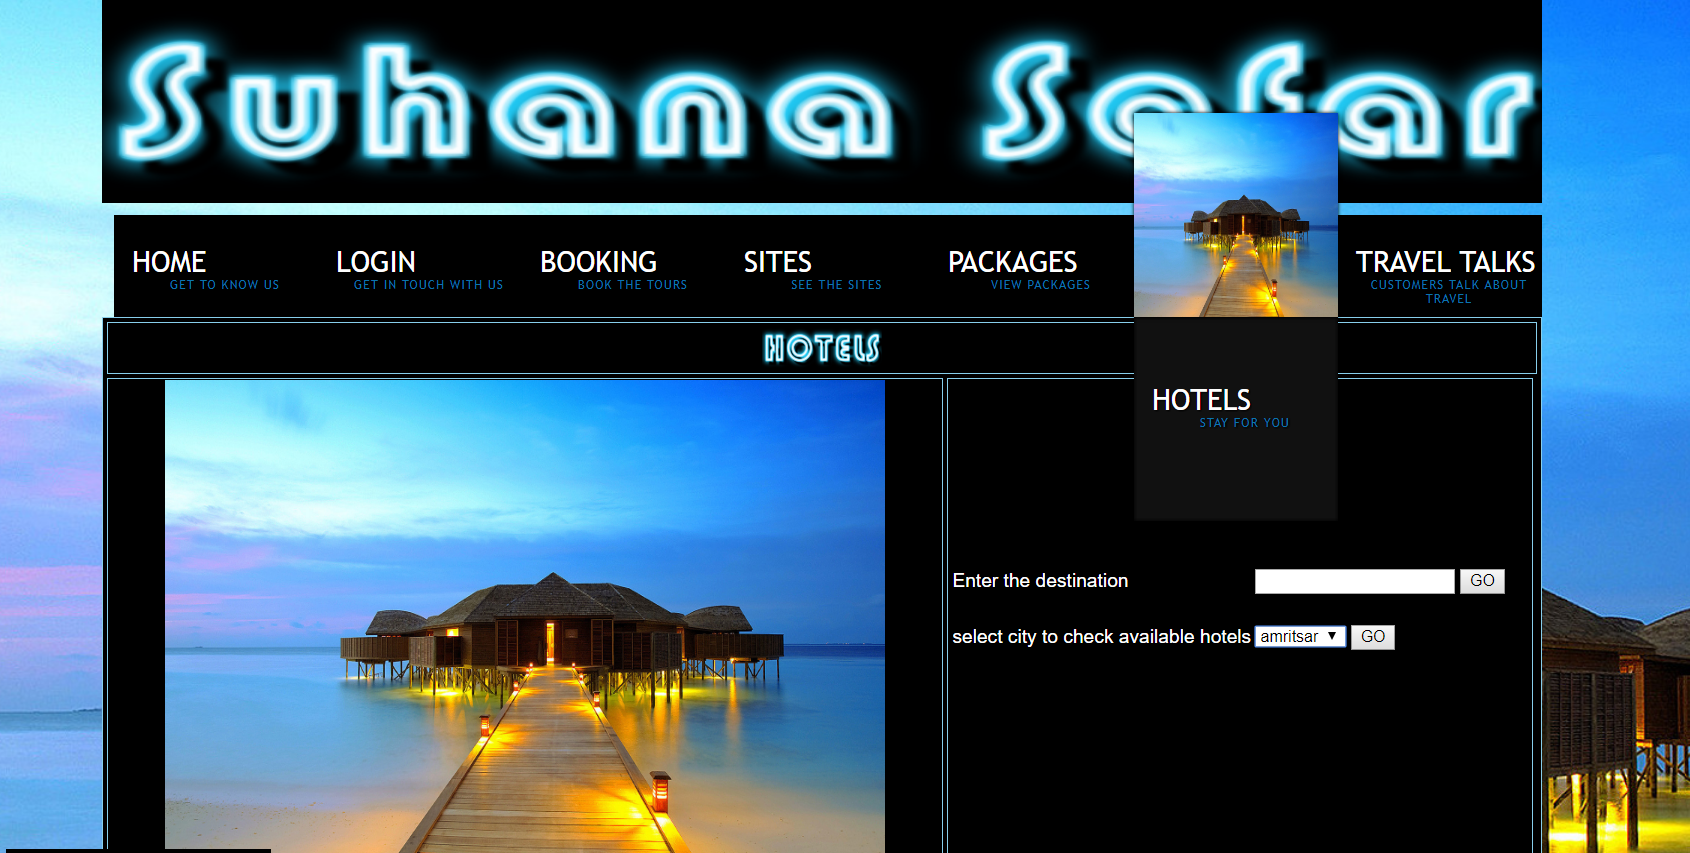 Suhana Safar
HOME
GET TO KNOW US
LOGIN
GET IN TOUCH WITH US
BOOKING
BOOK THE TOURS
SITES
SEE THE SITES
PACKAGES
VIEW PACKAGES
TRAVEL TALKS
CUSTOMERS TALK ABOUT
TRAVEL
HOTELS
HOTELS
STAY FOR YOU
Enter the destination GO
select city to check available hotels amritsar GO